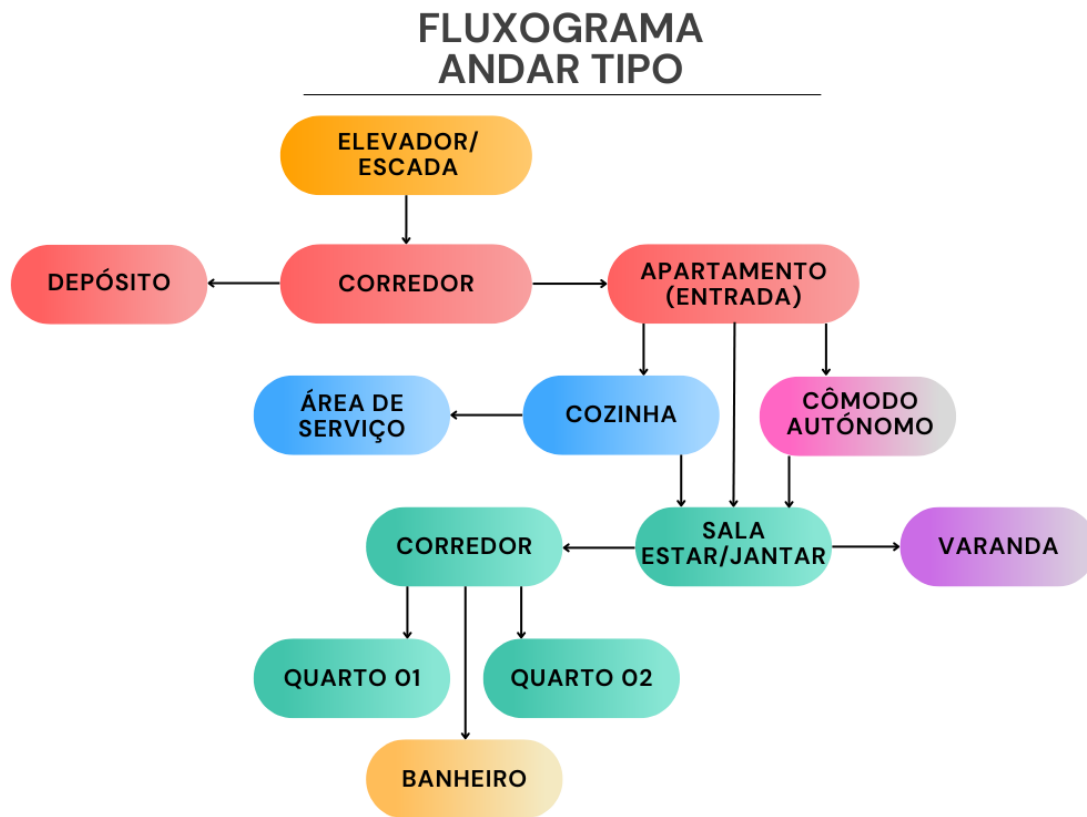 FLUXOGRAMA
ANDAR TIPO
ELEVADOR/
ESCADA
DEPÓSITO
CORREDOR
APARTAMENTO
(ENTRADA)
ÁREA DE
SERVIÇO
COZINHA
CÔMODO
AUTÓNOMO
CORREDOR
SALA
ESTAR/JANTAR
VARANDA
QUARTO 01
QUARTO 02
BANHEIRO